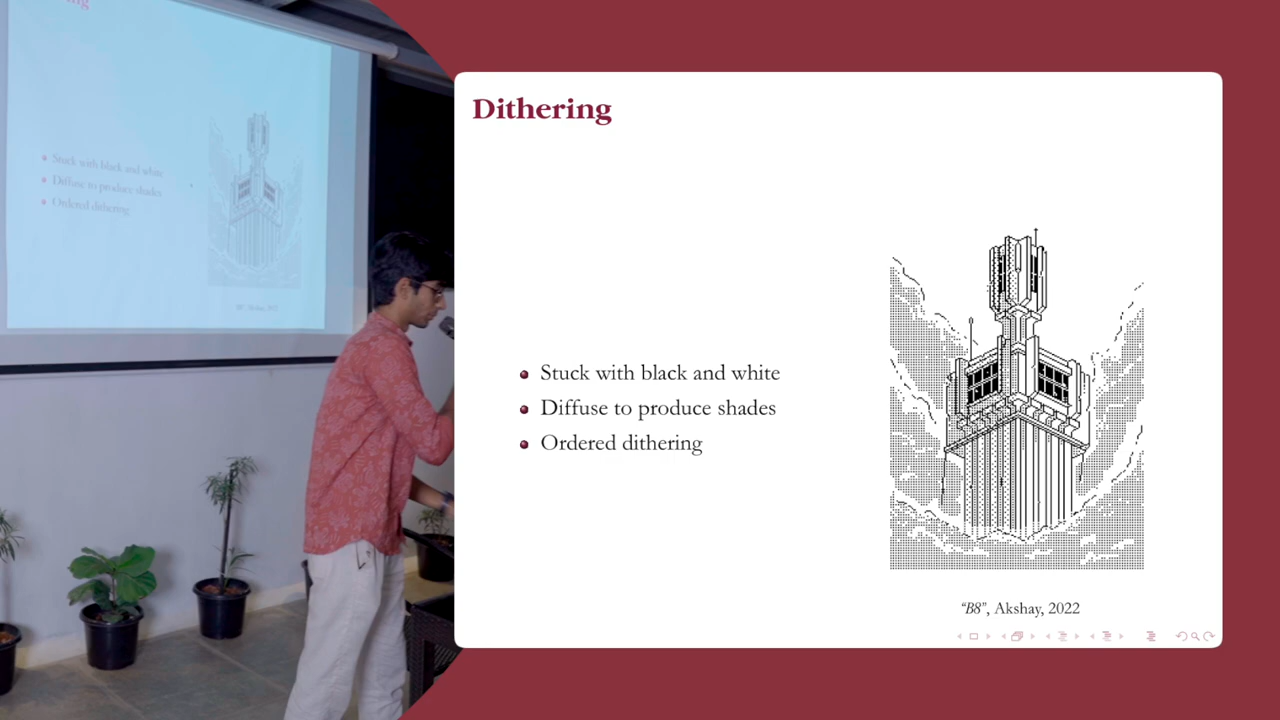 Dithering
Stuck with black and white
Diffuse to produce shades
Ordered dithering
“B8”, Akshay, 2022
Stuck with black and white
Diffuse to produce shades
Ordered dithering